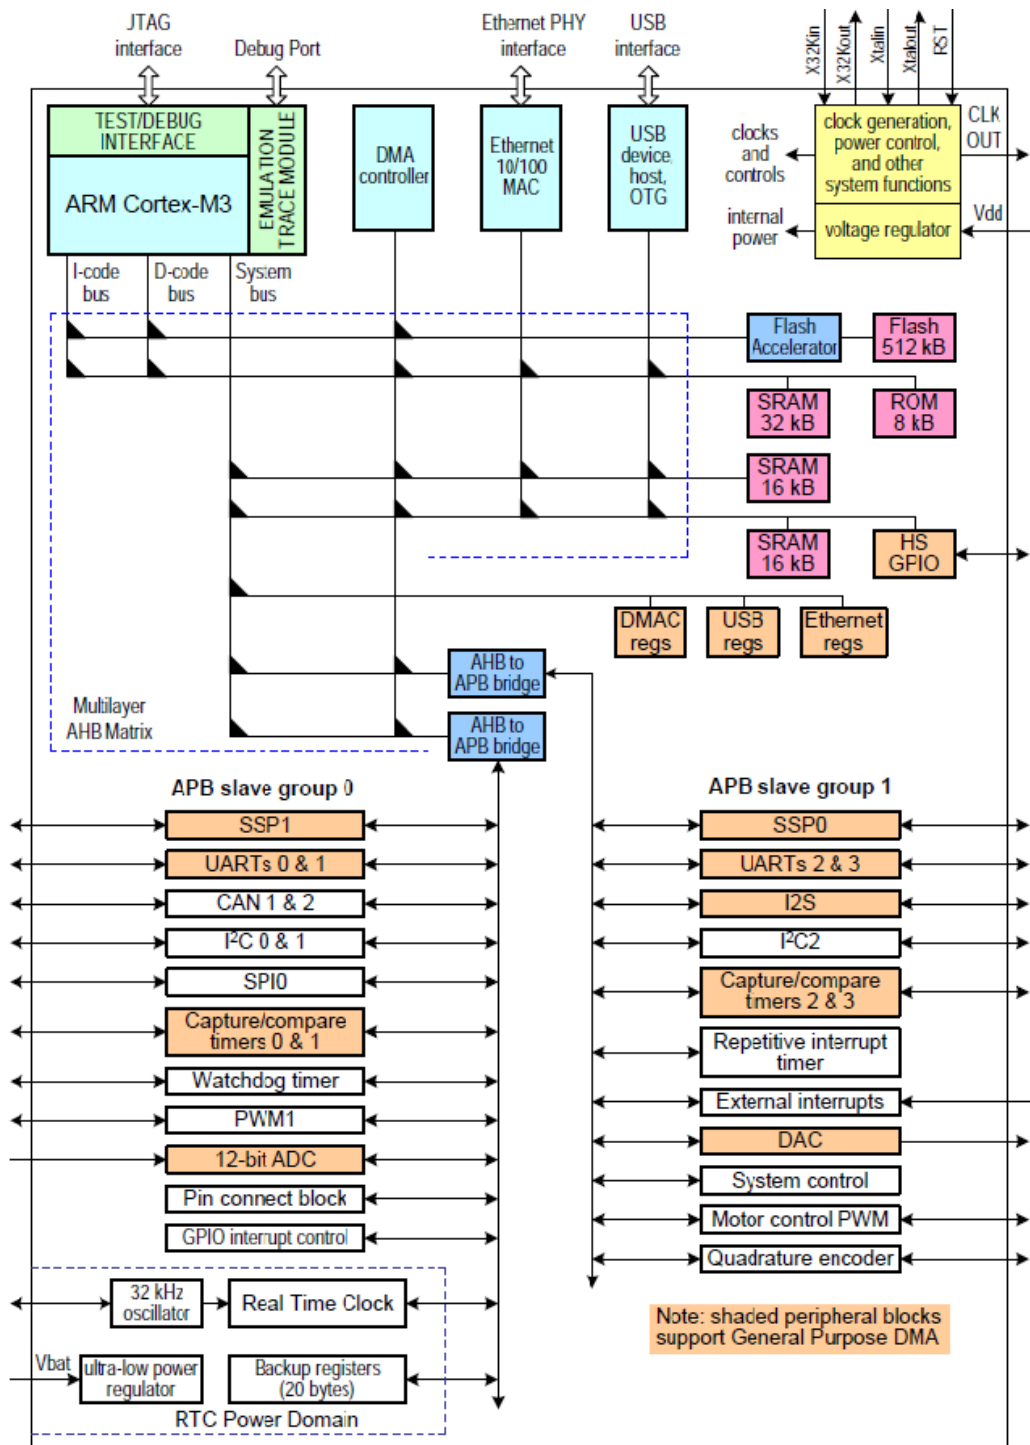 JTAG
interface
Debug Port
Ethernet PHY
interface
USB
interface
X32Kin
X32Kout
Xtalin
Xtalout
RST
TEST/DEBUG
INTERFACE
ARM Cortex-M3
EMULATION
TRACE MODULE
DMA
controller
Ethernet
10/100
MAC
USB
device,
host,
OTG
clocks
and
controls
internal
power
clock generation,
power control,
and other
system functions
voltage regulator
CLK
OUT
Vdd
I-code
bus
D-code
bus
System
bus
Flash
Accelerator
Flash
512 kB
SRAM
32 kB
ROM
8 kB
SRAM
16 kB
SRAM
16 kB
HS
GPIO
DMAC
regs
USB
regs
Ethernet
regs
AHB to
APB bridge
Multilayer
AHB Matrix
AHB to
APB bridge
APB slave group 0
SSP1
UARTs 0 & 1
CAN 1 & 2
I²C 0 & 1
SPI0
Capture/compare
timers 0 & 1
Watchdog timer
PWM1
12-bit ADC
Pin connect block
GPIO interrupt control
32 kHz
oscillator
Real Time Clock
Vbat
ultra-low power
regulator
Backup registers
(20 bytes)
RTC Power Domain
APB slave group 1
SSP0
UARTs 2 & 3
I2S
I²C2
Capture/compare
timers 2 & 3
Repetitive interrupt
timer
External interrupts
DAC
System control
Motor control PWM
Quadrature encoder
Note: shaded peripheral blocks
support General Purpose DMA